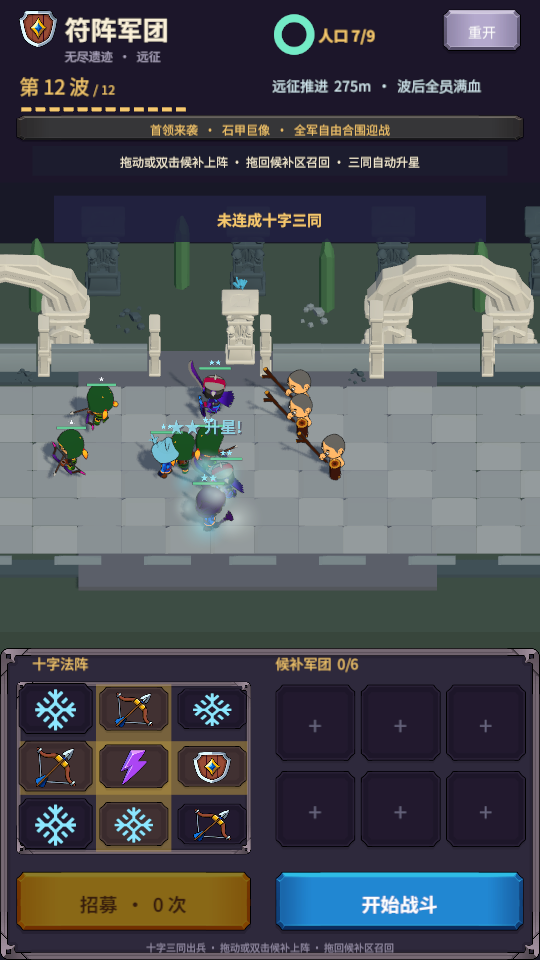 符阵军团
无尽遗迹 · 远征
人口 7/9
重开
第 12 波 / 12
远征推进 275m · 波后全员满血
首领来袭 · 石甲巨像 · 全军自由合围迎战
拖动或双击候补上阵 · 拖回候补区召回 · 三同自动升星
未连成十字三同
★★ 升星!
十字法阵
候补军团 0/6
招募 · 0 次
开始战斗
十字三同出兵 · 拖动或双击候补上阵 · 拖回候补区召回